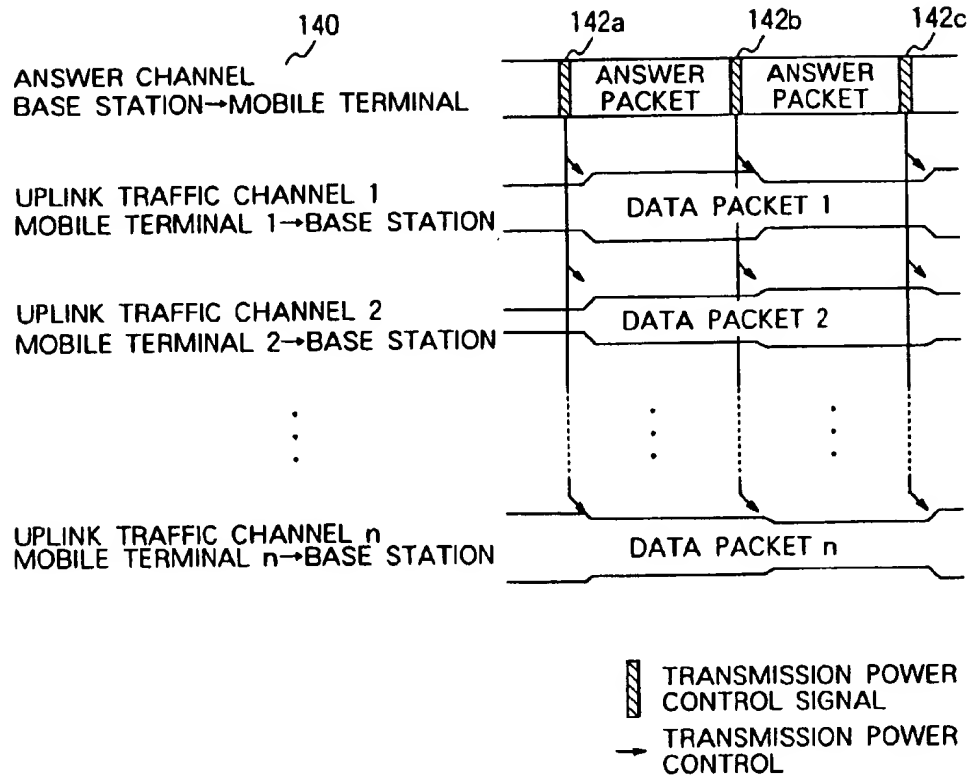 140
142a
142b
142c
ANSWER CHANNEL
BASE STATION→MOBILE TERMINAL
ANSWER
PACKET
ANSWER
PACKET
UPLINK TRAFFIC CHANNEL 1
MOBILE TERMINAL 1→BASE STATION
DATA PACKET 1
UPLINK TRAFFIC CHANNEL 2
MOBILE TERMINAL 2→BASE STATION
DATA PACKET 2
UPLINK TRAFFIC CHANNEL n
MOBILE TERMINAL n→BASE STATION
DATA PACKET n
TRANSMISSION POWER
CONTROL SIGNAL
TRANSMISSION POWER
CONTROL